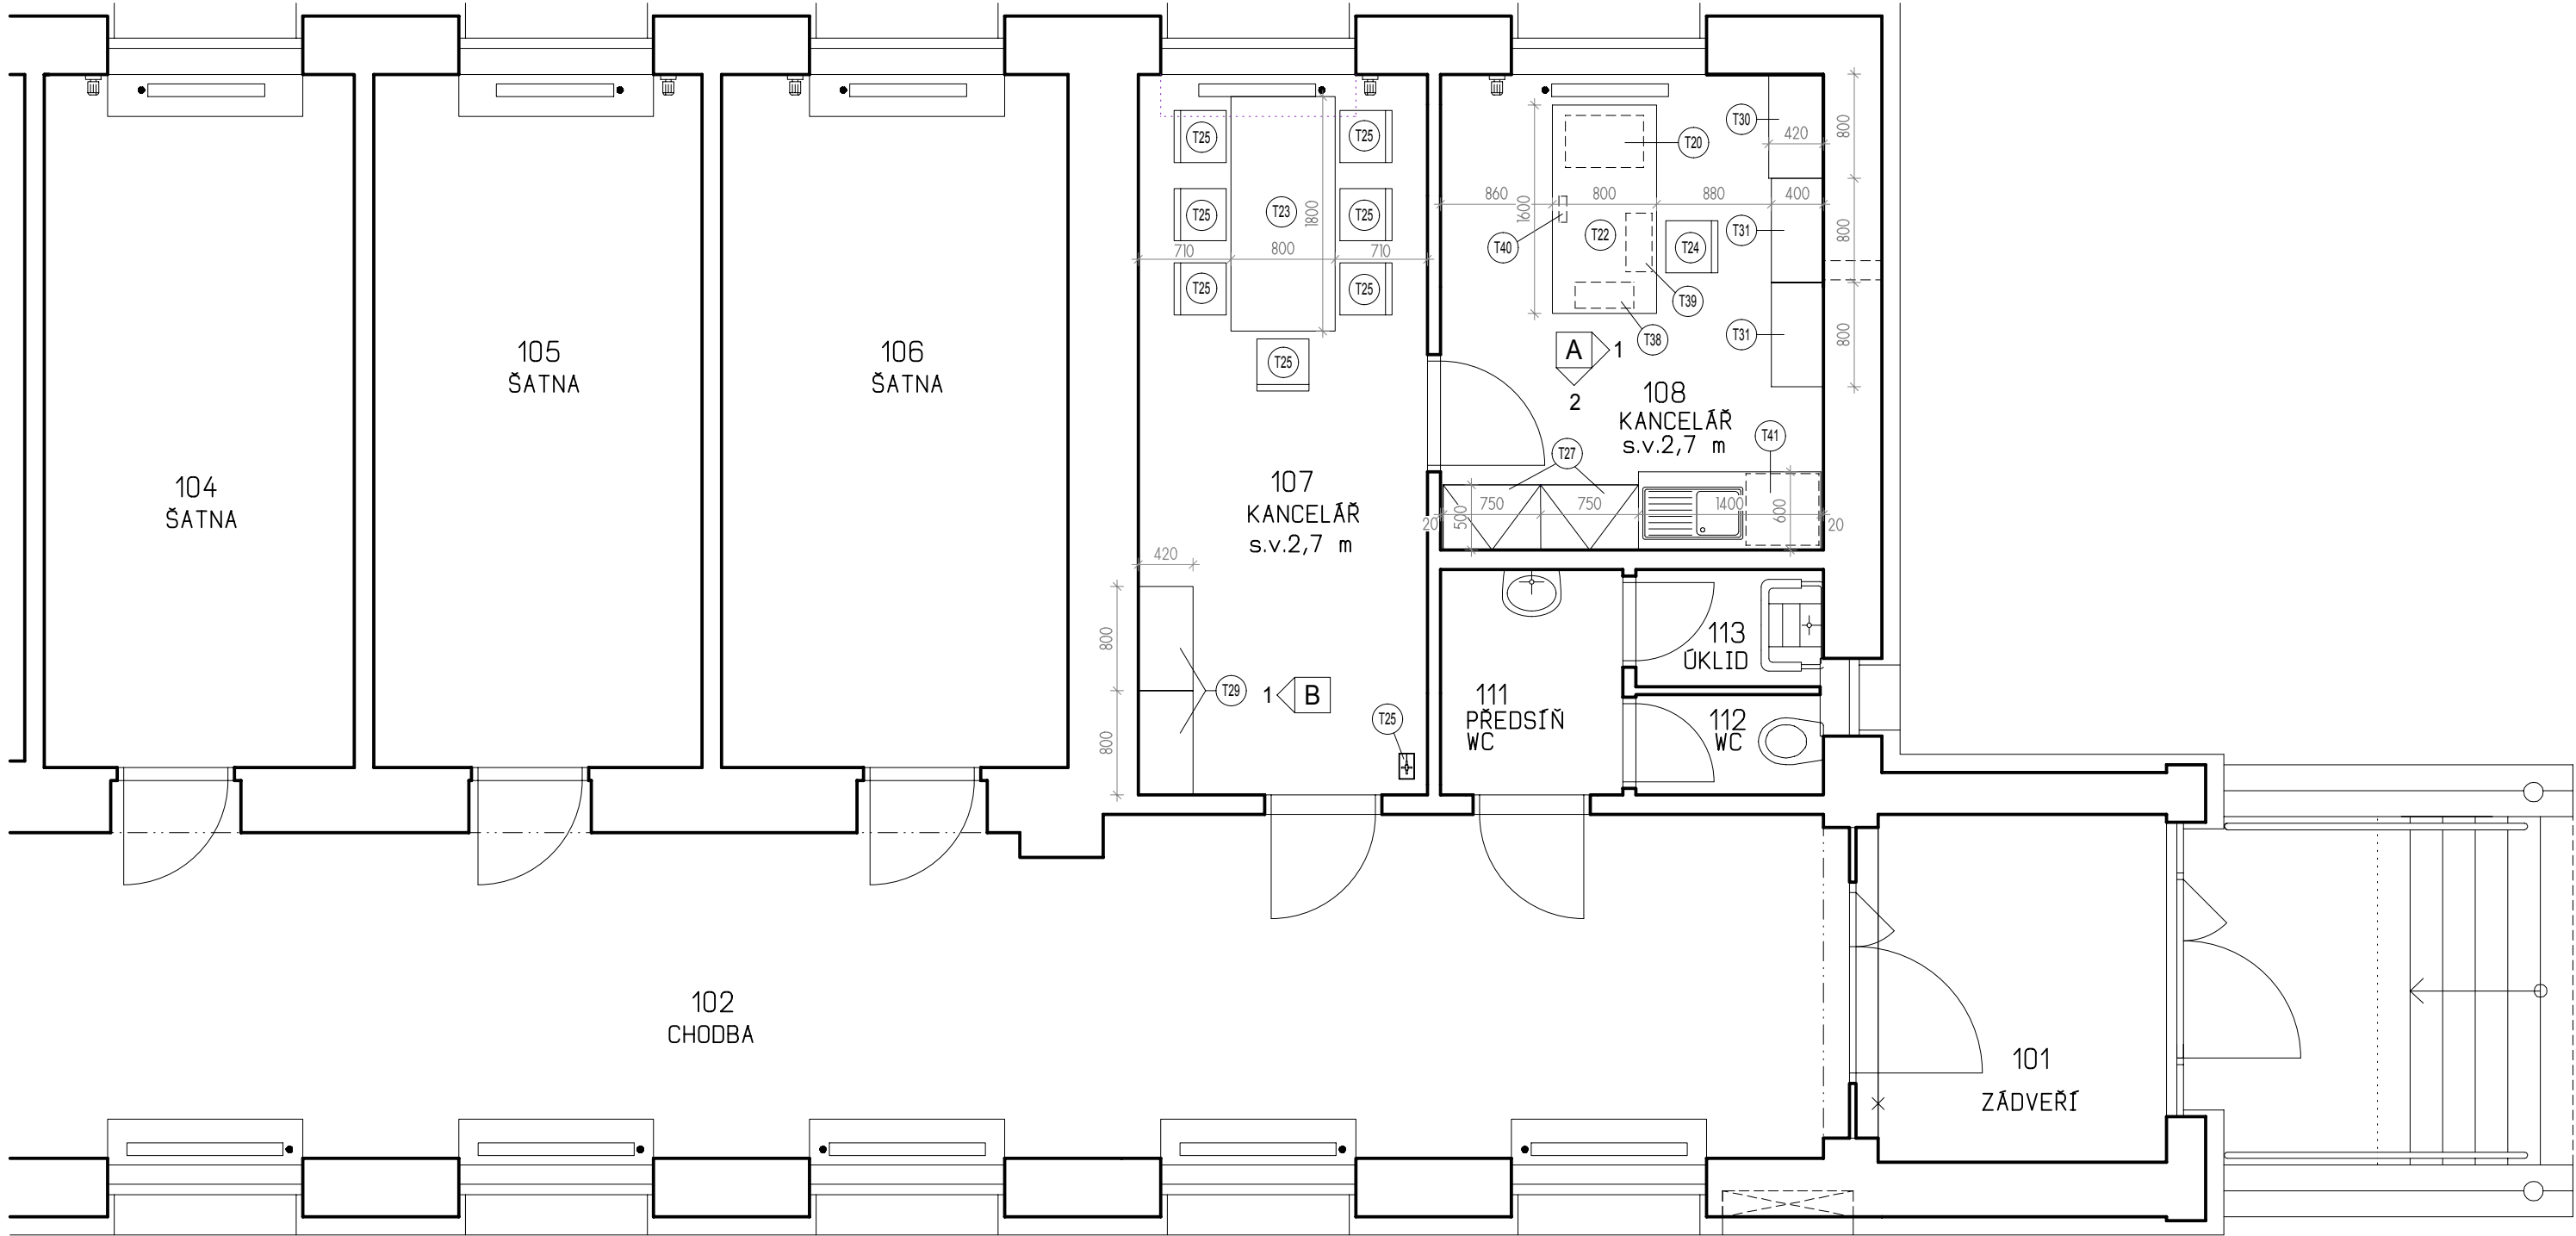 T25
T25
T30
420
800
T20
T23
1800
T25
T25
1600
860
800
880
400
T40
T22
T24
T31
800
710
800
710
T25
T25
T39
T38
T31
800
T25
A
1
2
105
ŠATNA
106
ŠATNA
108
KANCELÁŘ
s.v.2,7 m
T41
T27
104
ŠATNA
107
KANCELÁŘ
s.v.2,7 m
20
500
750
750
1400
600
20
420
800
T29
1
B
800
T25
113
ÚKLID
111
PŘEDSÍŇ
WC
112
WC
102
CHODBA
101
ZÁDVEŘÍ